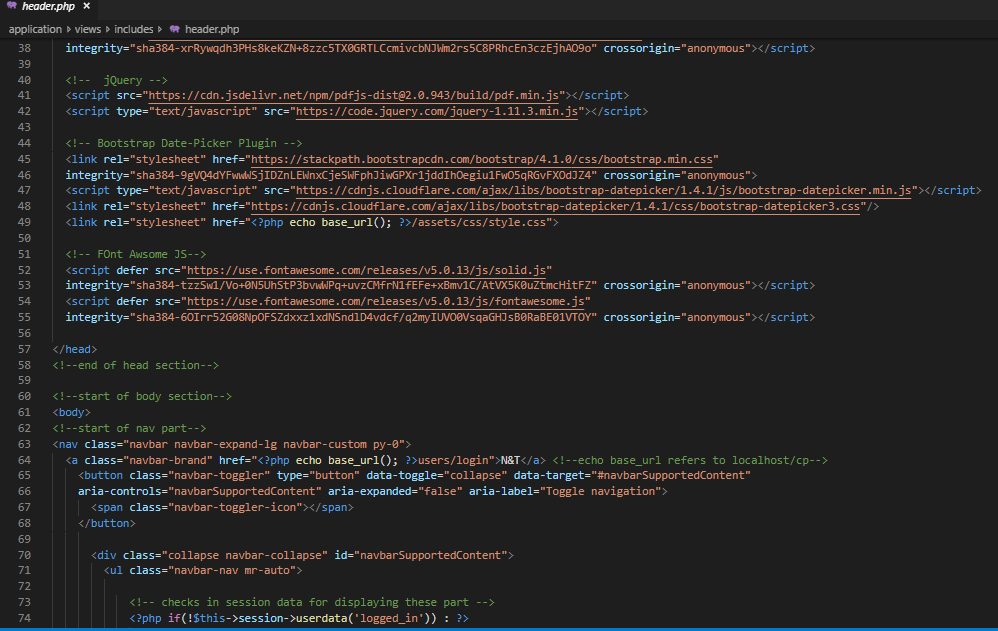 header.php ×
application > views > includes > header.php
38 integrity="sha384-xrRywqdh3PHs8keKZN+8zzc5TX0GRTLCcmivcbNJWm2rs5C8PRhcEn3czEjhAO9o" crossorigin="anonymous"></script>
39
40 <!--  jQuery -->
41 <script src="https://cdn.jsdelivr.net/npm/pdfjs-dist@2.0.943/build/pdf.min.js"></script>
42 <script type="text/javascript" src="https://code.jquery.com/jquery-1.11.3.min.js"></script>
43
44 <!-- Bootstrap Date-Picker Plugin -->
45 <link rel="stylesheet" href="https://stackpath.bootstrapcdn.com/bootstrap/4.1.0/css/bootstrap.min.css"
46 integrity="sha384-9gVQ4dYFwwWSjIDZnLEWnxCjeSWFphJiwGPXr1jddIhOegiu1FwO5qRGvFXOdJZ4" crossorigin="anonymous">
47 <script type="text/javascript" src="https://cdnjs.cloudflare.com/ajax/libs/bootstrap-datepicker/1.4.1/js/bootstrap-datepicker.min.js"></script>
48 <link rel="stylesheet" href="https://cdnjs.cloudflare.com/ajax/libs/bootstrap-datepicker/1.4.1/css/bootstrap-datepicker3.css"/>
49 <link rel="stylesheet" href="<?php echo base_url(); ?>/assets/css/style.css">
50
51 <!-- FOnt Awsome JS-->
52 <script defer src="https://use.fontawesome.com/releases/v5.0.13/js/solid.js"
53 integrity="sha384-tzzSw1/Vo+0N5UhStP3bvwWPq+uvzCMfrN1fEFe+xBmv1C/AtVX5K0uZtmcHitFZ" crossorigin="anonymous"></script>
54 <script defer src="https://use.fontawesome.com/releases/v5.0.13/js/fontawesome.js"
55 integrity="sha384-6OIrr52G08NpOFSZdxxz1xdNSndlD4vdcf/q2myIUVO0VsqaGHJsB0RaBE01VTOY" crossorigin="anonymous"></script>
56
57 </head>
58 <!--end of head section-->
59
60 <!--start of body section-->
61 <body>
62 <!--start of nav part-->
63 <nav class="navbar navbar-expand-lg navbar-custom py-0">
64 <a class="navbar-brand" href="<?php echo base_url(); ?>users/login">N&T</a> <!--echo base_url refers to localhost/cp-->
65 <button class="navbar-toggler" type="button" data-toggle="collapse" data-target="#navbarSupportedContent"
66 aria-controls="navbarSupportedContent" aria-expanded="false" aria-label="Toggle navigation">
67 <span class="navbar-toggler-icon"></span>
68 </button>
69
70 <div class="collapse navbar-collapse" id="navbarSupportedContent">
71 <ul class="navbar-nav mr-auto">
72
73 <!-- checks in session data for displaying these part -->
74 <?php if(!$this->session->userdata('logged_in')) : ?>